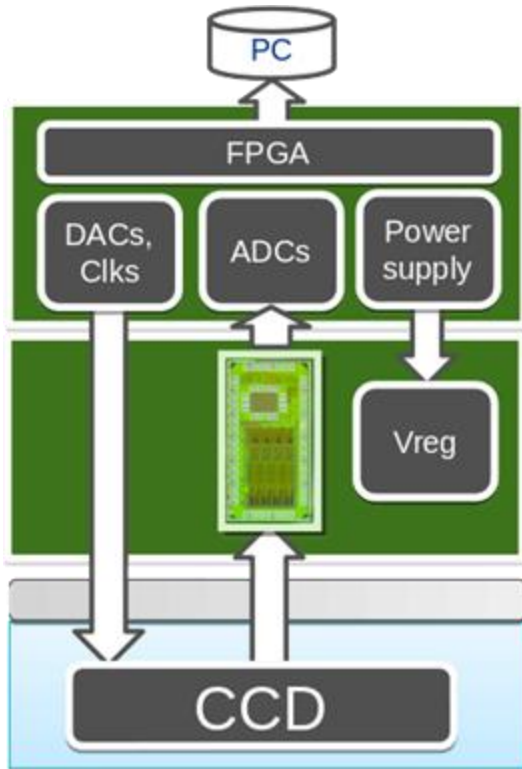 PC
FPGA
DACs,
Clks
ADCs
Power
supply
Vreg
CCD